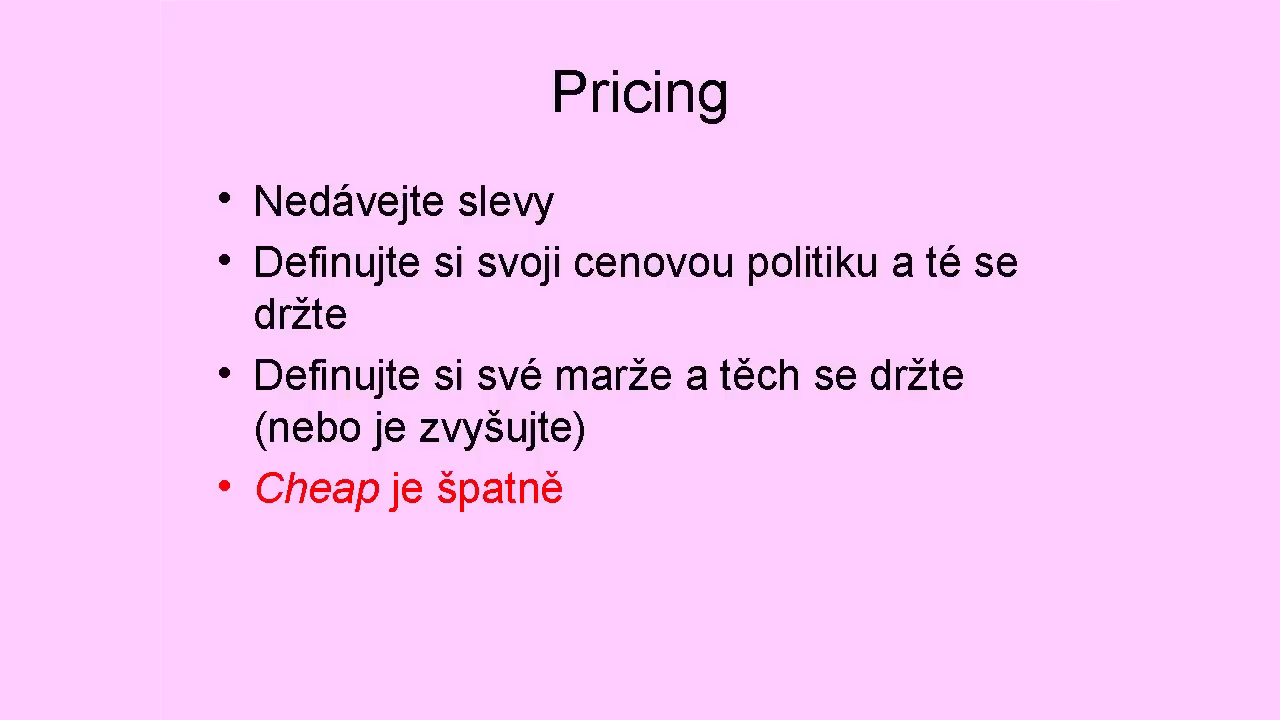 Pricing
• Nedávejte slevy
• Definujte si svoji cenovou politiku a té se
držte
• Definujte si své marže a těch se držte
(nebo je zvyšujte)
• Cheap je špatně